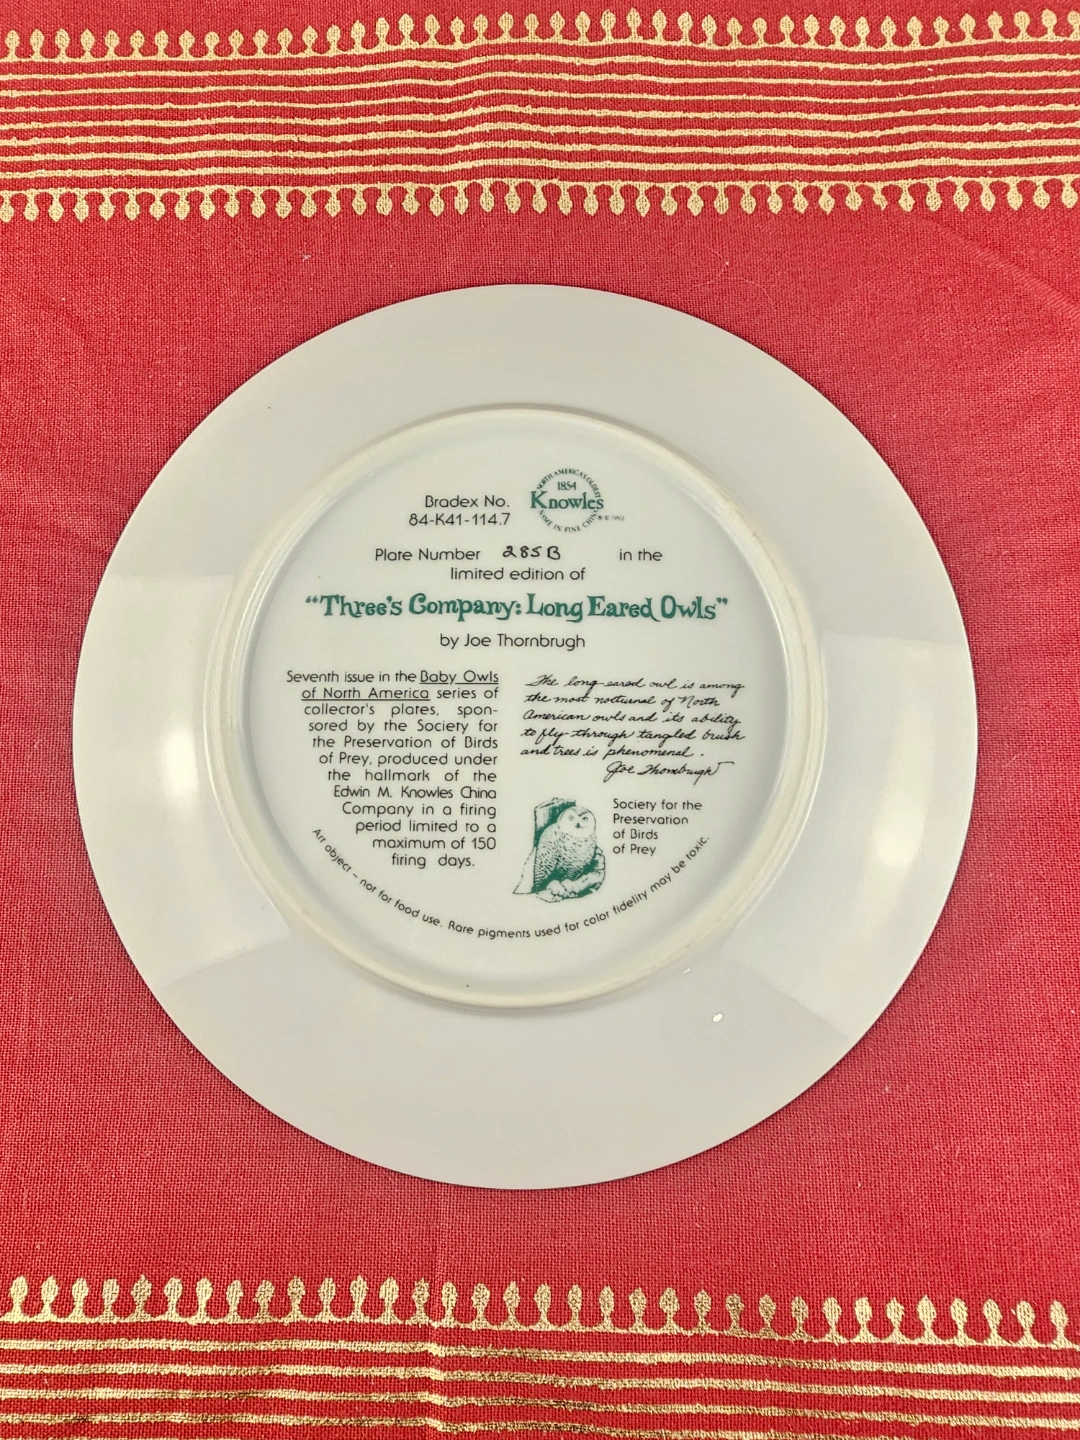 Bradex No.
84-K41-114.7
NORTH AMERICA'S OLDEST
1854
Knowles
NAME IN FINE CHINA
® © 1992
Plate Number 285B in the
limited edition of
“Three's Company: Long Eared Owls”
by Joe Thornbrugh
Seventh issue in the Baby Owls
of North America series of
collector's plates, spon-
sored by the Society for
the Preservation of Birds
of Prey, produced under
the hallmark of the
Edwin M. Knowles China
Company in a firing
period limited to a
maximum of 150
firing days.
The long-eared owl is among
the most nocturnal of North
American owls and its ability
to fly through tangled brush
and trees is phenomenal.
Joe Thornbrugh
Society for the
Preservation
of Birds
of Prey
Art object – not for food use. Rare pigments used for color fidelity may be toxic.